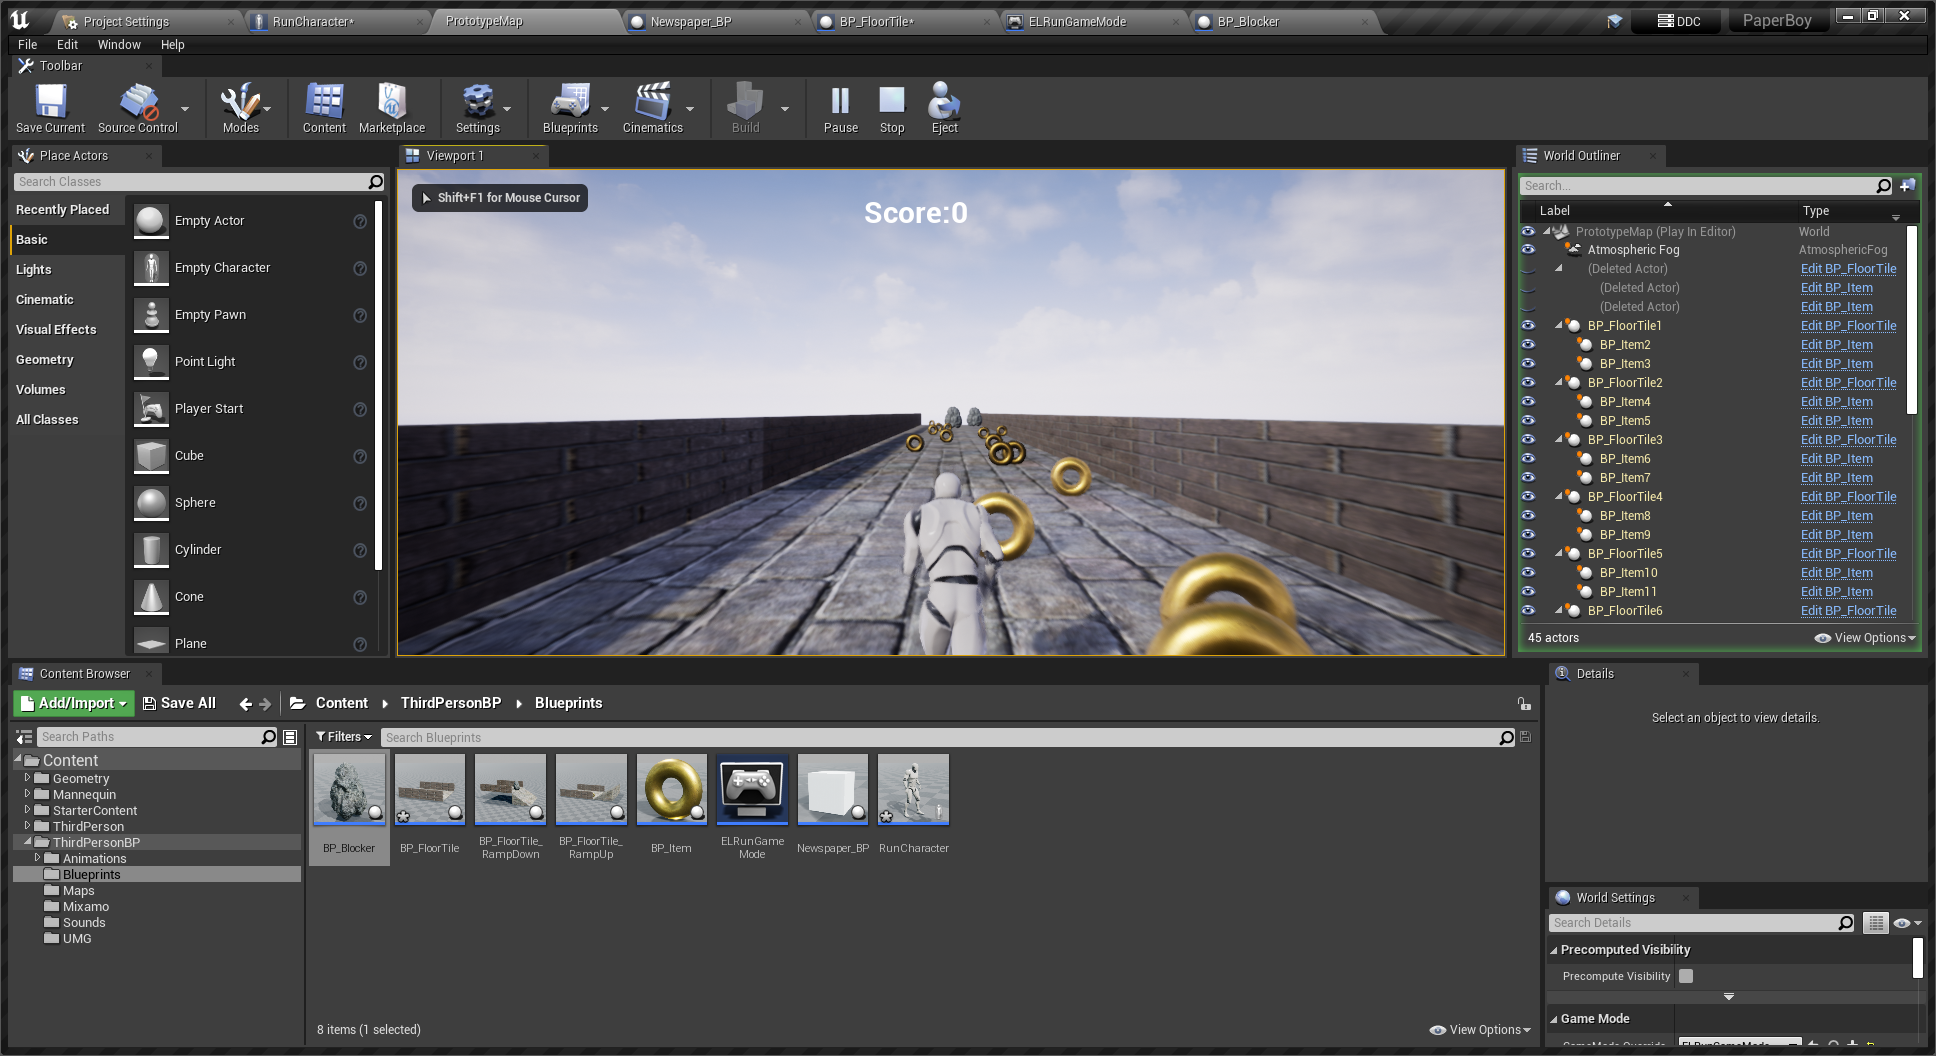 Project Settings
RunCharacter*
PrototypeMap
Newspaper_BP
BP_FloorTile*
ELRunGameMode
BP_Blocker
DDC
PaperBoy
File Edit Window Help
Toolbar
Save Current
Source Control
Modes
Content
Marketplace
Settings
Blueprints
Cinematics
Build
Pause
Stop
Eject
Place Actors
Search Classes
Recently Placed
Basic
Lights
Cinematic
Visual Effects
Geometry
Volumes
All Classes
Empty Actor
Empty Character
Empty Pawn
Point Light
Player Start
Cube
Sphere
Cylinder
Cone
Plane
Viewport 1
Shift+F1 for Mouse Cursor
Score:0
World Outliner
Search...
Label Type
PrototypeMap (Play In Editor) World
Atmospheric Fog AtmosphericFog
(Deleted Actor) Edit BP_FloorTile
(Deleted Actor) Edit BP_Item
(Deleted Actor) Edit BP_Item
BP_FloorTile1 Edit BP_FloorTile
BP_Item2 Edit BP_Item
BP_Item3 Edit BP_Item
BP_FloorTile2 Edit BP_FloorTile
BP_Item4 Edit BP_Item
BP_Item5 Edit BP_Item
BP_FloorTile3 Edit BP_FloorTile
BP_Item6 Edit BP_Item
BP_Item7 Edit BP_Item
BP_FloorTile4 Edit BP_FloorTile
BP_Item8 Edit BP_Item
BP_Item9 Edit BP_Item
BP_FloorTile5 Edit BP_FloorTile
BP_Item10 Edit BP_Item
BP_Item11 Edit BP_Item
BP_FloorTile6 Edit BP_FloorTile
45 actors
View Options
Content Browser
Add/Import
Save All
Content
ThirdPersonBP
Blueprints
Search Paths
Content
Geometry
Mannequin
StarterContent
ThirdPerson
ThirdPersonBP
Animations
Blueprints
Maps
Mixamo
Sounds
UMG
Filters
Search Blueprints
BP_Blocker
BP_FloorTile
BP_FloorTile_
RampDown
BP_FloorTile_
RampUp
BP_Item
ELRunGame
Mode
Newspaper_BP
RunCharacter
8 items (1 selected)
View Options
Details
Select an object to view details.
World Settings
Search Details
Precomputed Visibility
Precompute Visibility
Game Mode
GameMode Override
ELRunGameMode